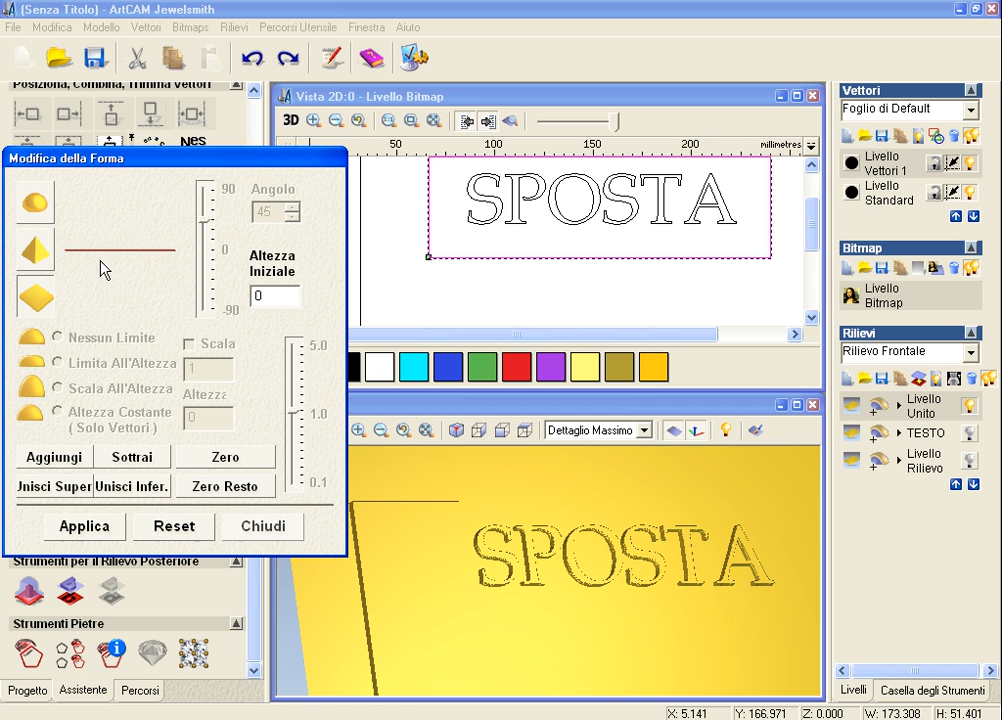 (Senza Titolo) - ArtCAM Jewelsmith
File Modifica Modello Vettori Bitmaps Rilievi Percorsi Utensile Finestra Aiuto
Posiziona, Combina, Trimma Vettori
Nes
Modifica della Forma
90
0
-90
Angolo
45
Altezza
Iniziale
0
Nessun Limite
Limita All'Altezza
Scala All'Altezza
Altezza Costante
( Solo Vettori )
Scala
1
Altezza
0
5.0
1.0
0.1
Aggiungi Sottrai Zero
Unisci Super Unisci Infer. Zero Resto
Applica Reset Chiudi
Strumenti per il Rilievo Posteriore
Strumenti Pietre
Progetto Assistente Percorsi
Vista 2D:0 - Livello Bitmap
3D
50 100 150 200 millimetres
SPOSTA
Dettaglio Massimo
SPOSTA
Vettori
Foglio di Default
Livello
Vettori 1
Livello
Standard
Bitmap
Livello
Bitmap
Rilievi
Rilievo Frontale
Livello
Unito
TESTO
Livello
Rilievo
Livelli Casella degli Strumenti
X: 5.141 Y: 166.971 Z: 0.000 W: 173.308 H: 51.401